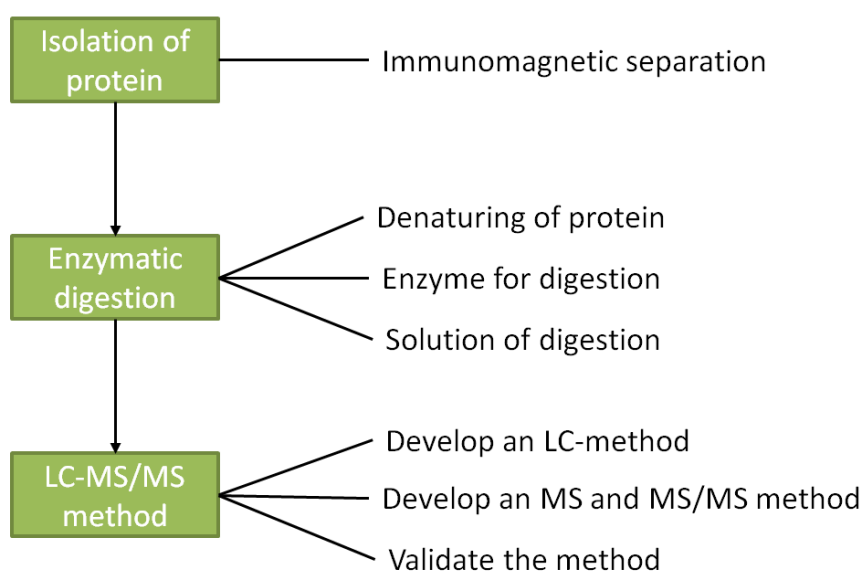 Isolation of
protein
Immunomagnetic separation
Enzymatic
digestion
Denaturing of protein
Enzyme for digestion
Solution of digestion
LC-MS/MS
method
Develop an LC-method
Develop an MS and MS/MS method
Validate the method